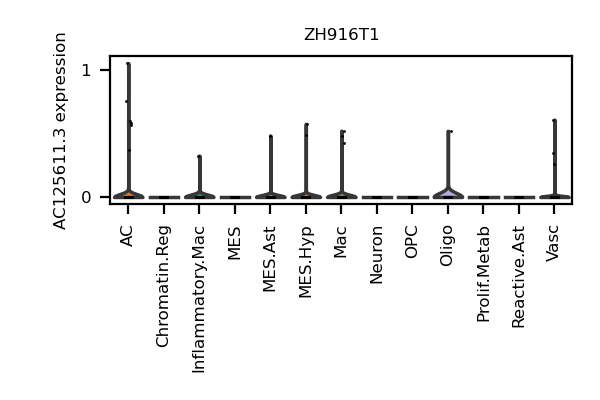 ZH916T1
AC125611.3 expression
1
0
AC
Chromatin.Reg
Inflammatory.Mac
MES
MES.Ast
MES.Hyp
Mac
Neuron
OPC
Oligo
Prolif.Metab
Reactive.Ast
Vasc